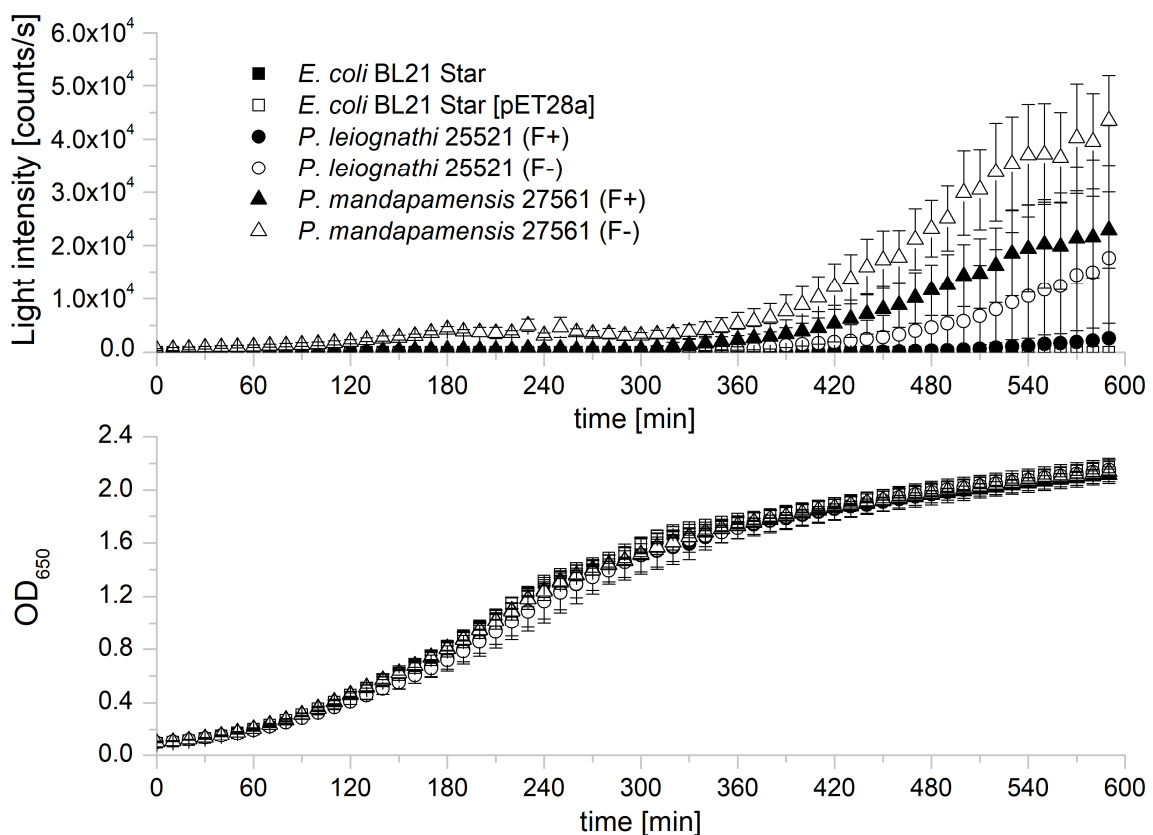 Light intensity [counts/s]
6.0x10⁴
5.0x10⁴
4.0x10⁴
3.0x10⁴
2.0x10⁴
1.0x10⁴
0.0
E. coli BL21 Star
E. coli BL21 Star [pET28a]
P. leiognathi 25521 (F+)
P. leiognathi 25521 (F-)
P. mandapamensis 27561 (F+)
P. mandapamensis 27561 (F-)
0 60 120 180 240 300 360 420 480 540 600
time [min]
OD₆₅₀
2.4
2.0
1.6
1.2
0.8
0.4
0.0
0 60 120 180 240 300 360 420 480 540 600
time [min]